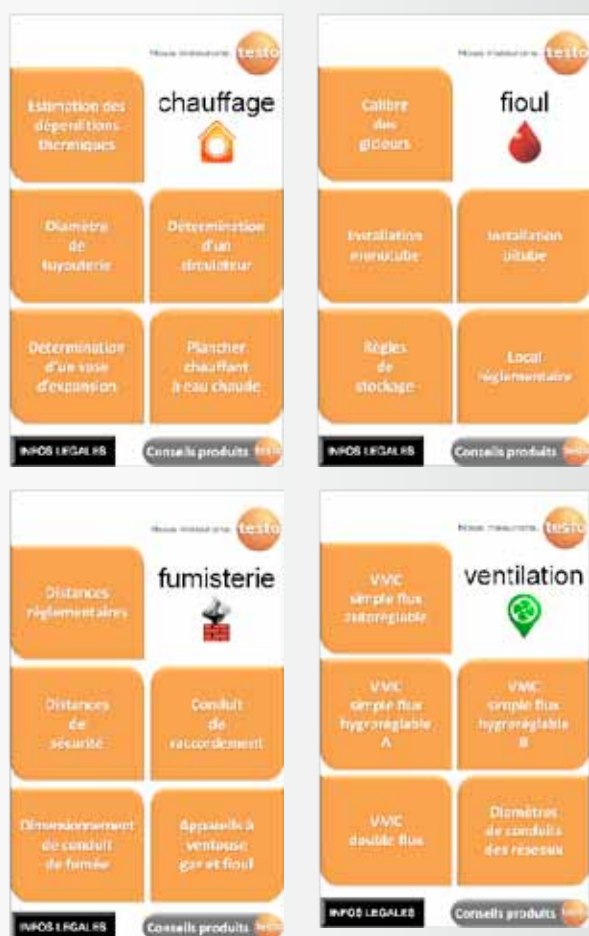 Nous mesurons. testo
Estimation des
déperditions
thermiques
chauffage
Diamètre
de
tuyauterie
Détermination
d'un
circulateur
Détermination
d'un vase
d'expansion
Plancher
chauffant
à eau chaude
INFOS LEGALES
Conseils produits testo
Nous mesurons. testo
Calibre
des
gicleurs
fioul
Installation
monotube
Installation
bitube
Règles
de
stockage
Local
réglementaire
INFOS LEGALES
Conseils produits testo
Nous mesurons. testo
Distances
réglementaires
fumisterie
Distances
de
sécurité
Conduit
de
raccordement
Dimensionnement
de conduit
de fumée
Appareils à
ventouse
gaz et fioul
INFOS LEGALES
Conseils produits testo
Nous mesurons. testo
VMC
simple flux
autoréglable
ventilation
VMC
simple flux
hygroréglable
A
VMC
simple flux
hygroréglable
B
VMC
double flux
Diamètres
de conduits
des réseaux
INFOS LEGALES
Conseils produits testo